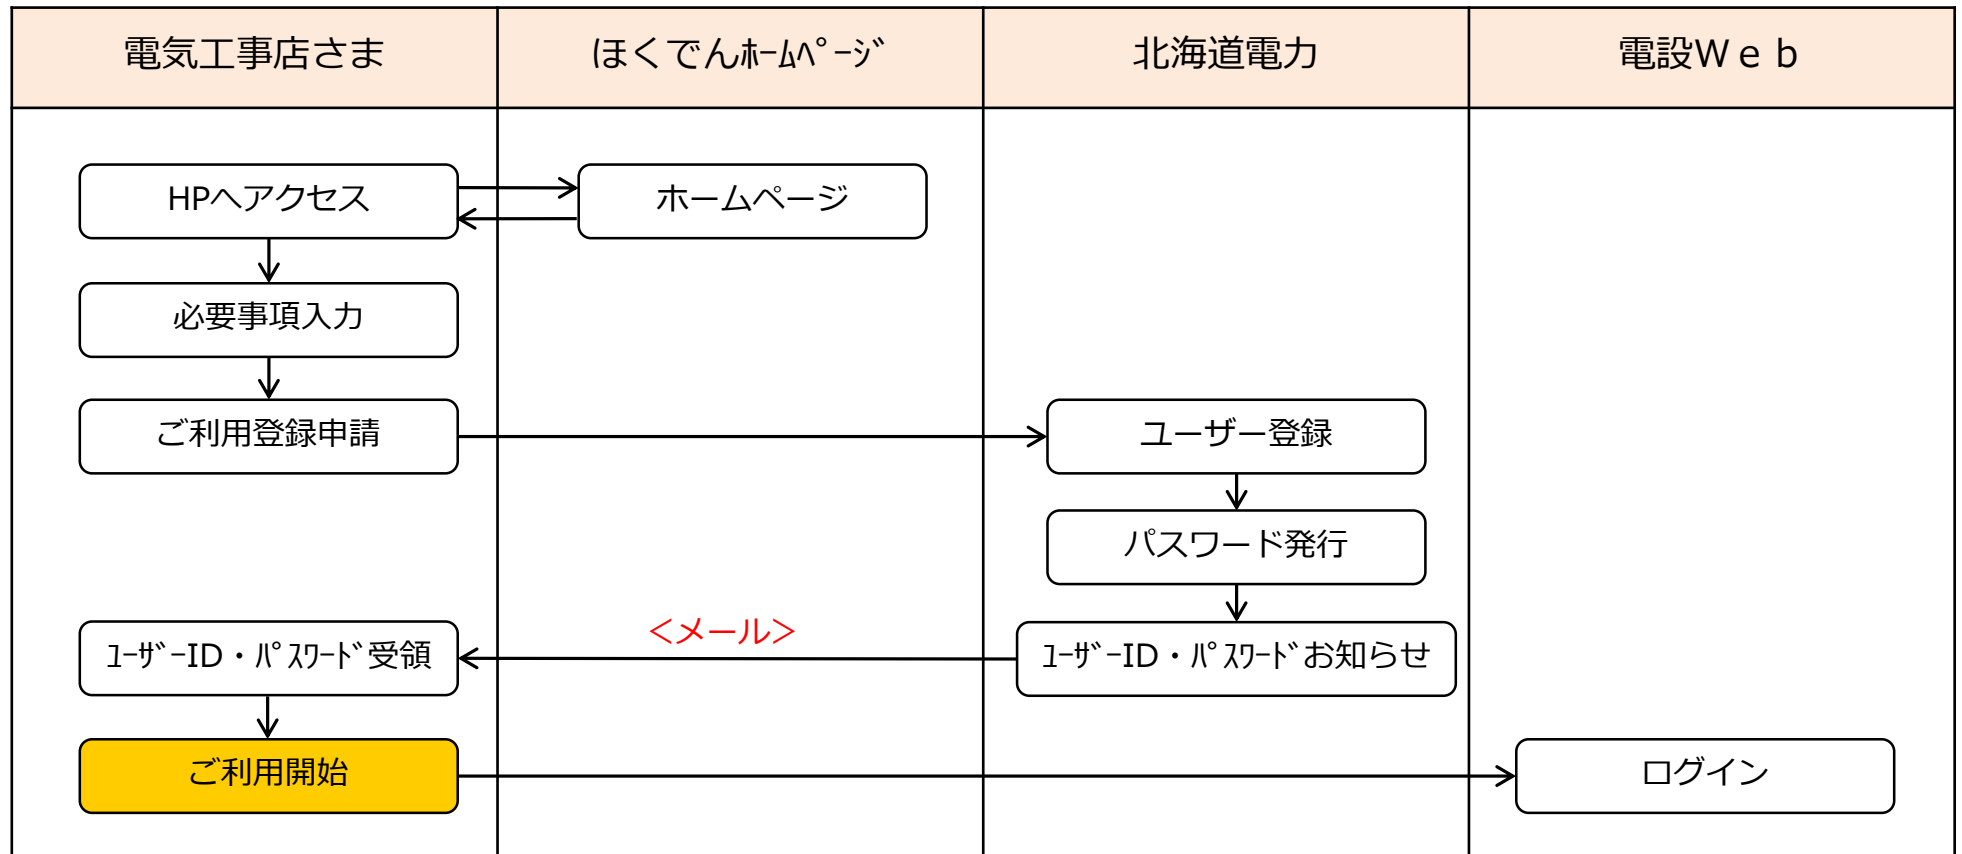 電気工事店さま
ほくでんﾎｰﾑﾍﾟｰｼﾞ
北海道電力
電設Ｗｅｂ
HPへアクセス
ホームページ
必要事項入力
ご利用登録申請
ユーザー登録
パスワード発行
<メール>
ﾕｰｻﾞｰID・ﾊﾟｽﾜｰﾄﾞ受領
ﾕｰｻﾞｰID・ﾊﾟｽﾜｰﾄﾞお知らせ
ご利用開始
ログイン